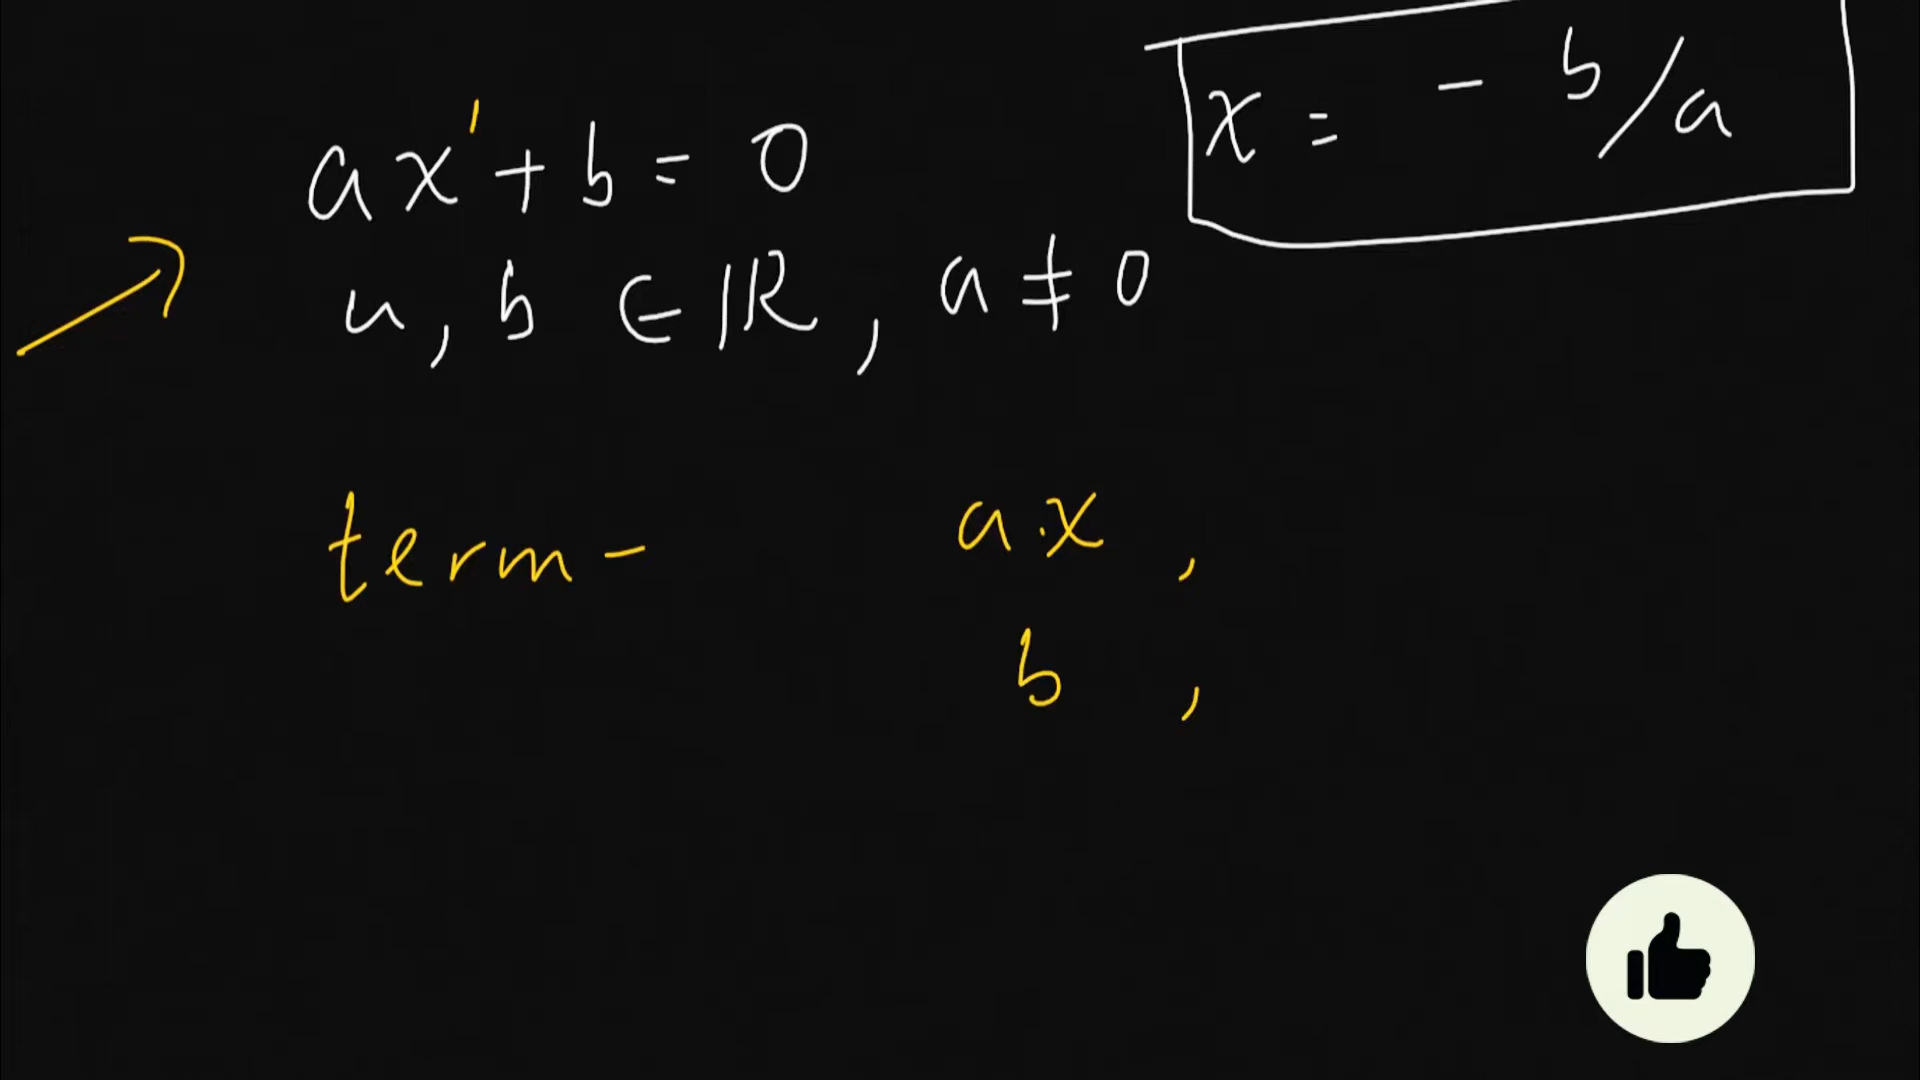 ax¹ + b = 0
x = - b/a
a, b ∈ ℝ, a ≠ 0
term - a.x ,
b ,